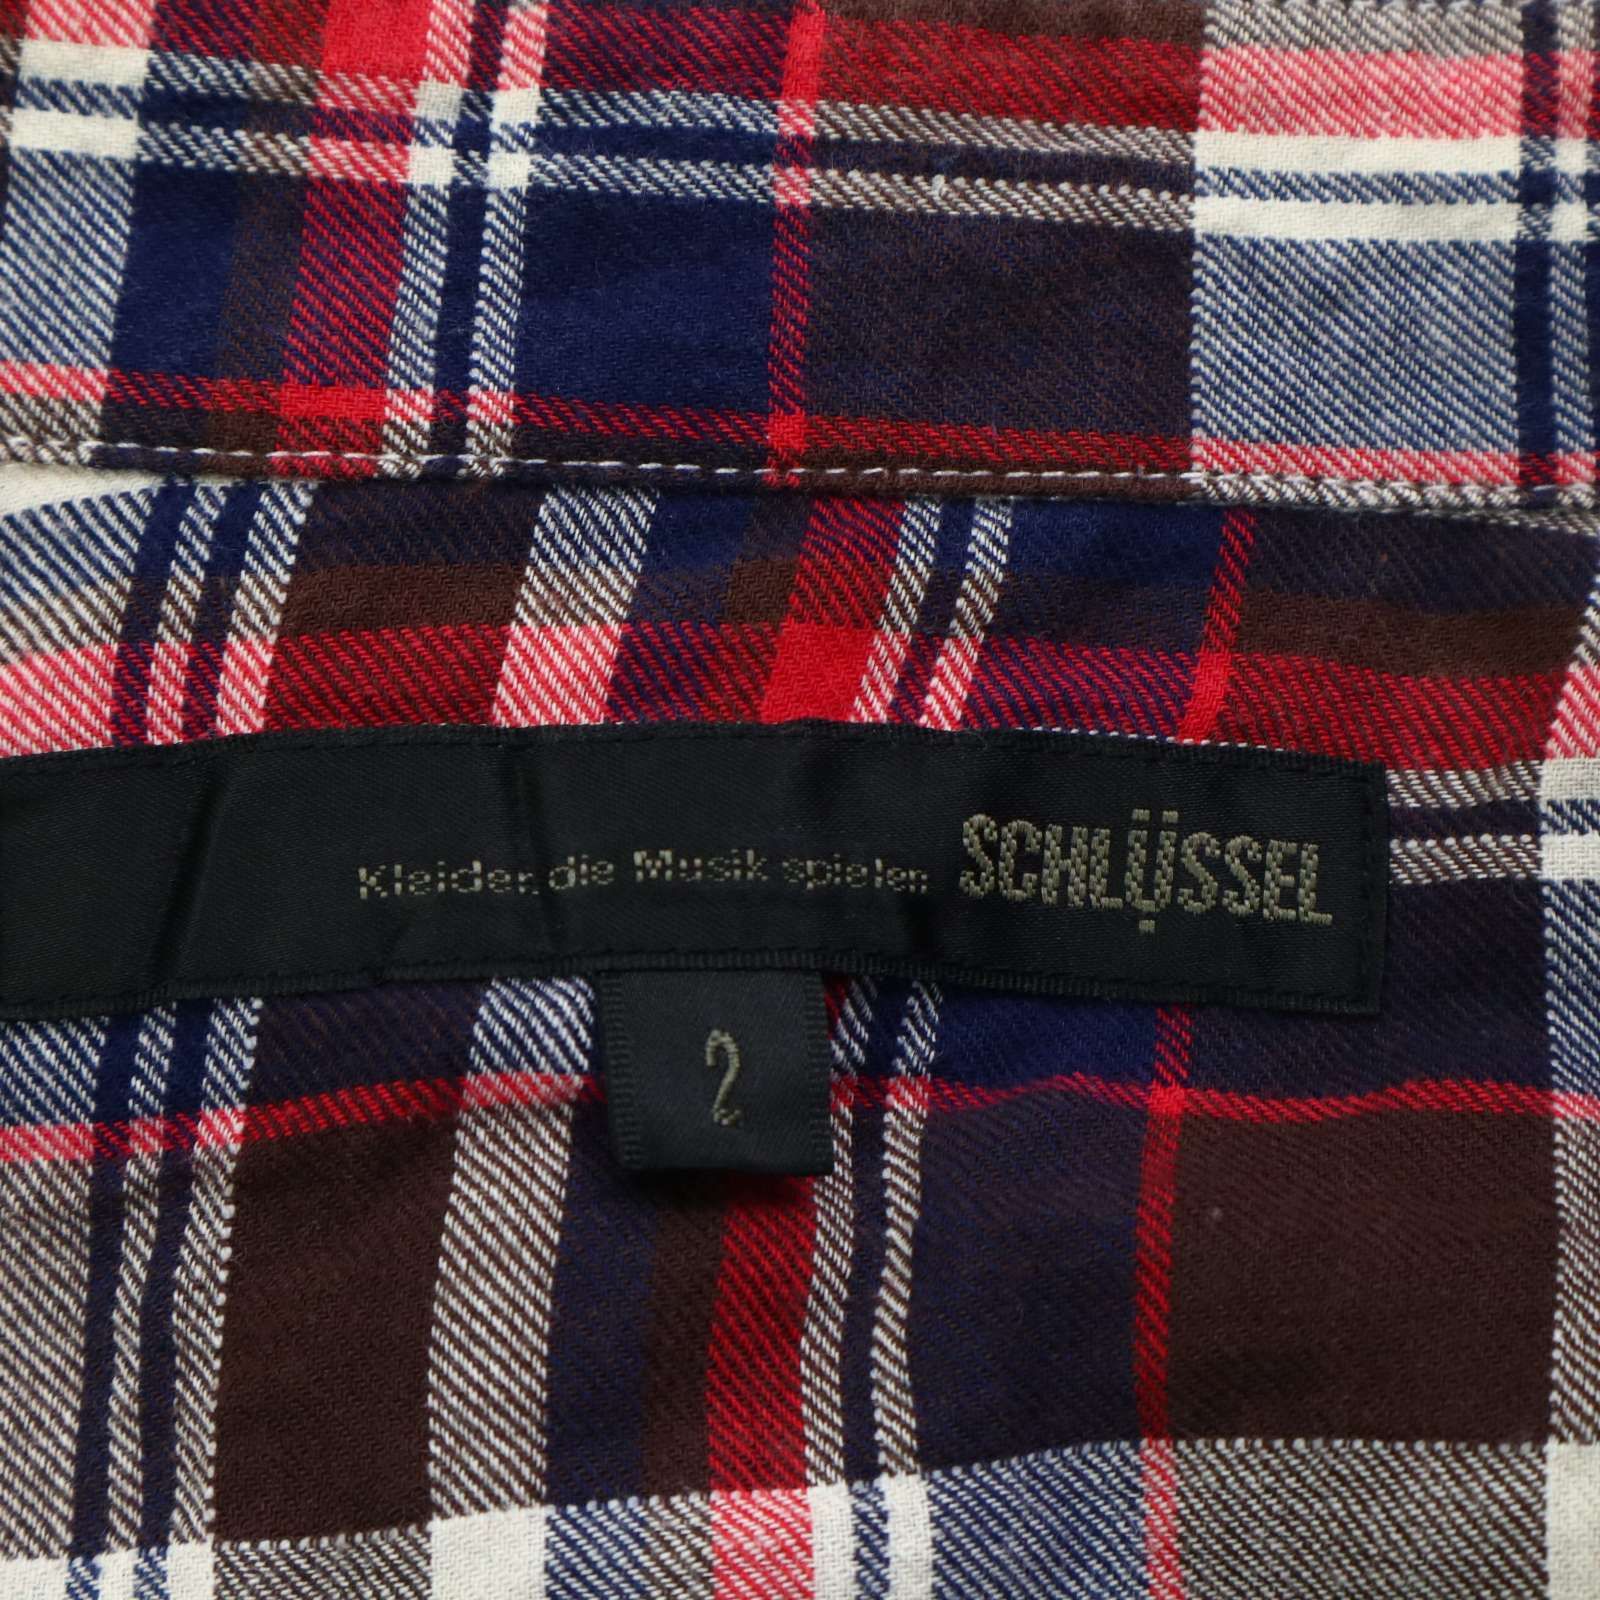 Kleider, die Musik spielen SCHLÜSSEL
2